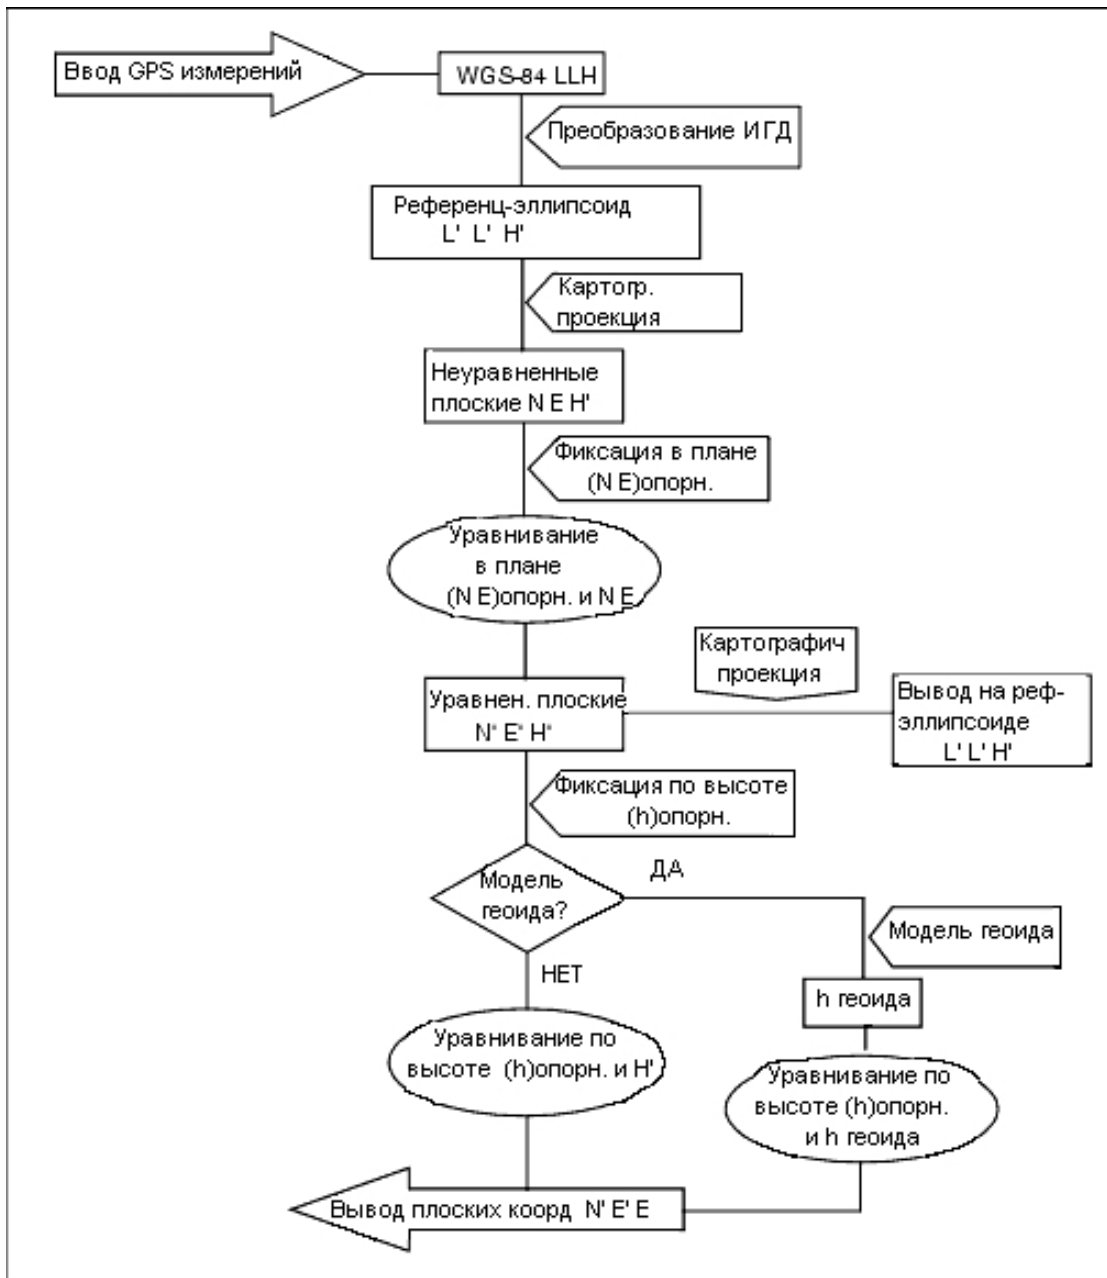 Ввод GPS измерений
WGS-84 LLH
Преобразование ИГД
Референц-эллипсоид
L' L' H'
Картогр.
проекция
Неуравненные
плоские N E H'
Фиксация в плане
(N E)опорн.
Уравнивание
в плане
(N E)опорн. и N E
Картографич
проекция
Уравнен. плоские
N' E' H'
Вывод на реф-
эллипсоиде
L' L' H'
Фиксация по высоте
(h)опорн.
Модель
геоида?
ДА
Модель геоида
НЕТ
h геоида
Уравнивание по
высоте (h)опорн. и H'
Уравнивание по
высоте (h)опорн.
и h геоида
Вывод плоских коорд N' E' E